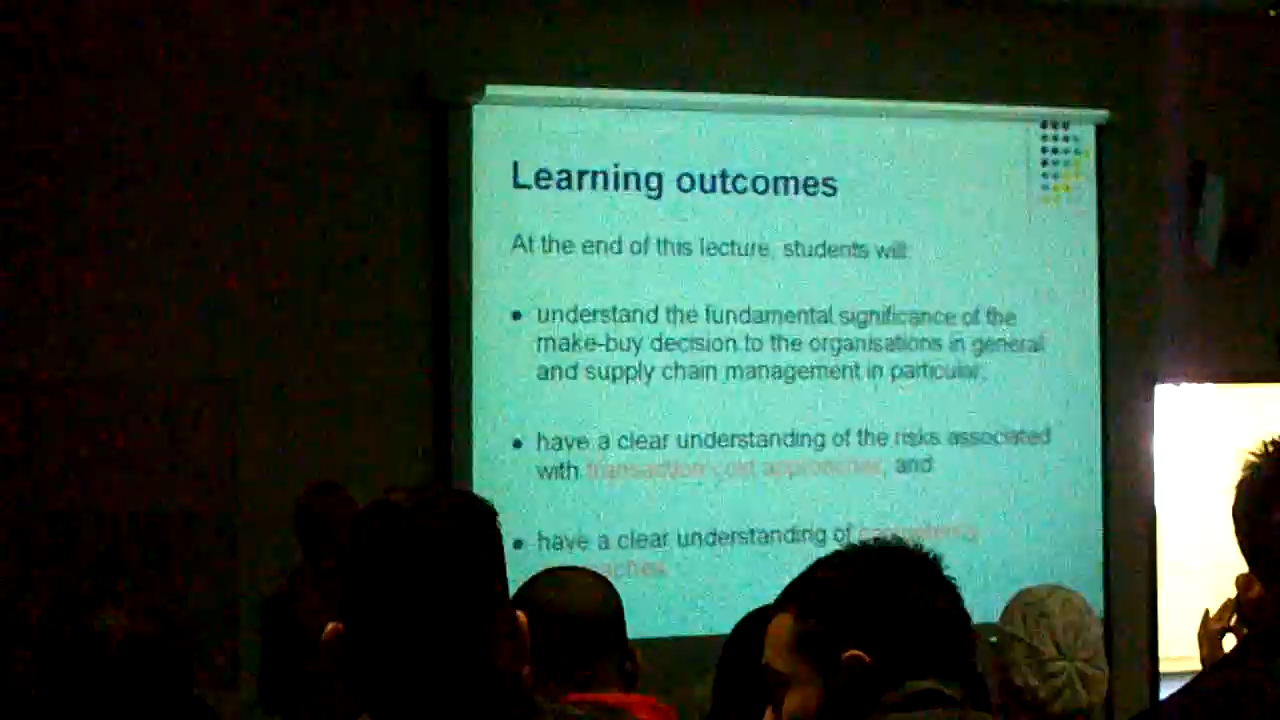 Learning outcomes
At the end of this lecture, students will:
• understand the fundamental significance of the
make-buy decision to the organisations in general
and supply chain management in particular;
• have a clear understanding of the risks associated
with transaction cost approaches; and
• have a clear understanding of